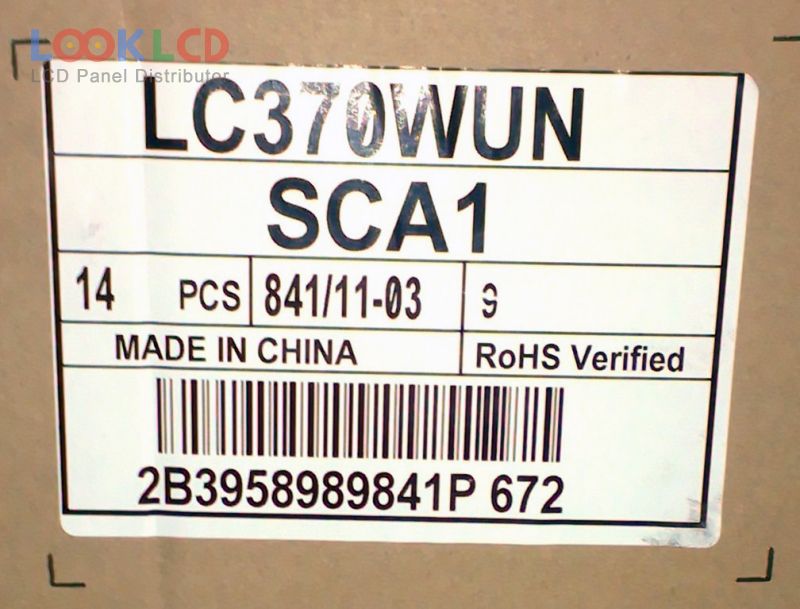 LOOKLCD
LCD Panel Distributor
LC370WUN
SCA1
14 PCS 841/11-03 9
MADE IN CHINA RoHS Verified
2B3958989841P 672